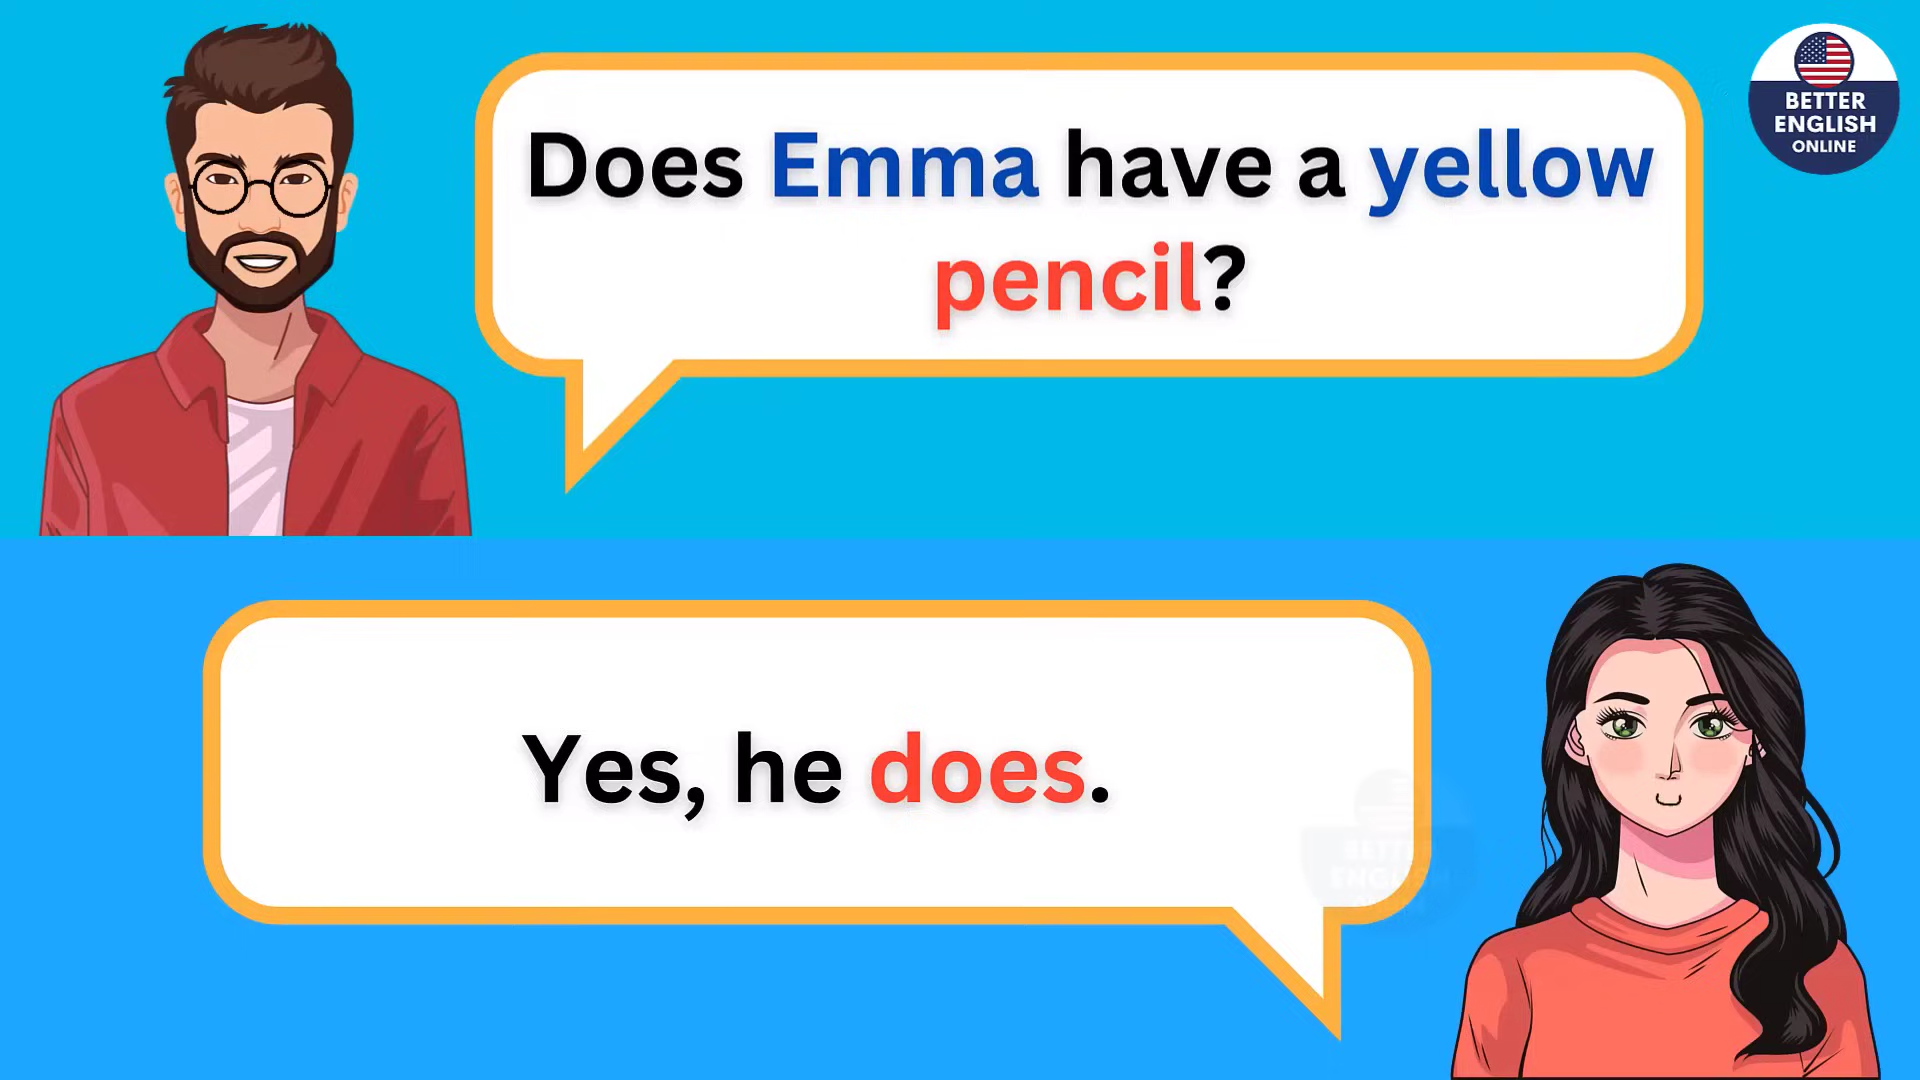 Does Emma have a yellow
pencil?
BETTER
ENGLISH
ONLINE
Yes, he does.